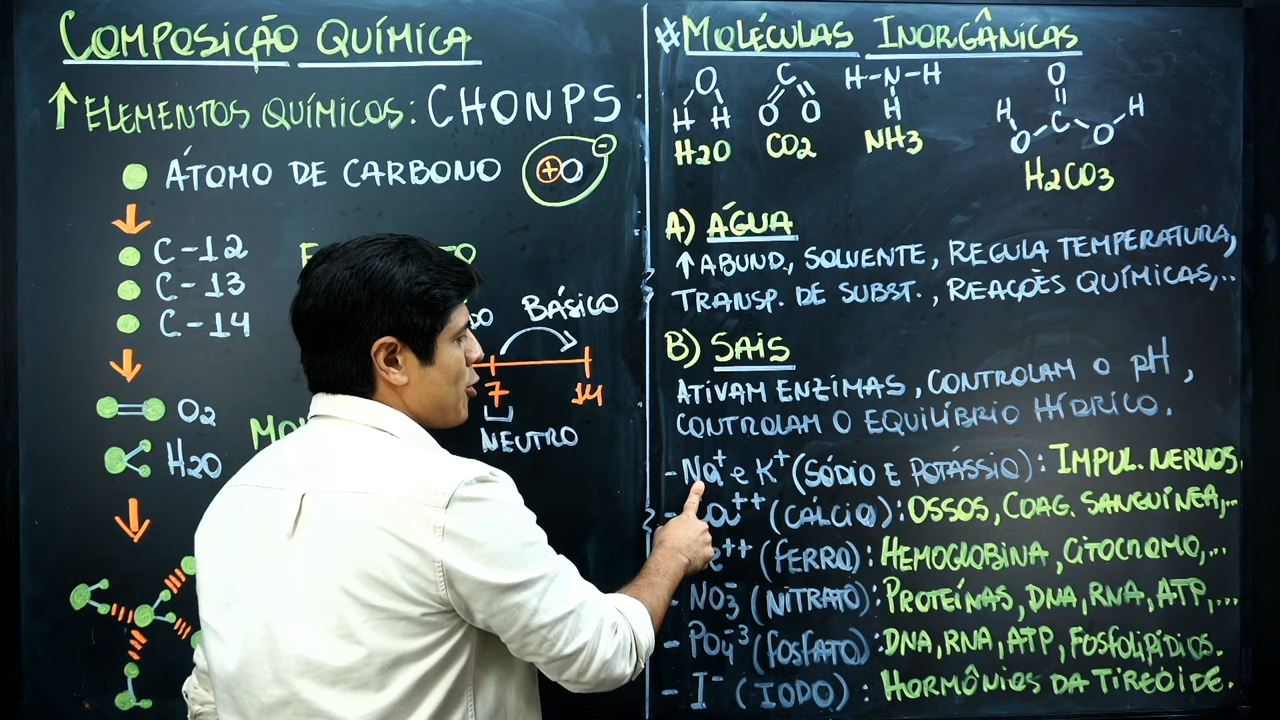 COMPOSIÇÃO QUÍMICA
↑ ELEMENTOS QUÍMICOS: CHONPS
ÁTOMO DE CARBONO
+ O -
C-12
C-13
C-14
BÁSICO
7
14
NEUTRO
O2
H2O
#MOLÉCULAS INORGÂNICAS
O
H H
H2O
C
O O
CO2
H-N-H
H
NH3
O
H C H
O O
H2CO3
A) ÁGUA
↑ABUND., SOLVENTE, REGULA TEMPERATURA,
TRANSP. DE SUBST., REAÇÕES QUÍMICAS,...
B) SAIS
ATIVAM ENZIMAS, CONTROLAM O pH,
CONTROLAM O EQUILÍBRIO HÍDRICO.
- Na+ e K+ (SÓDIO E POTÁSSIO): IMPUL. NERVOS.
++ (CÁLCIO): OSSOS, COAG. SANGUÍNEA,...
++ (FERRO): HEMOGLOBINA, CITOCROMO,...
- NO3- (NITRATO): PROTEÍNAS, DNA, RNA, ATP,...
- PO4-3 (FOSFATO): DNA, RNA, ATP, FOSFOLIPÍDIOS.
- I- (IODO): HORMÔNIOS DA TIREÓIDE.